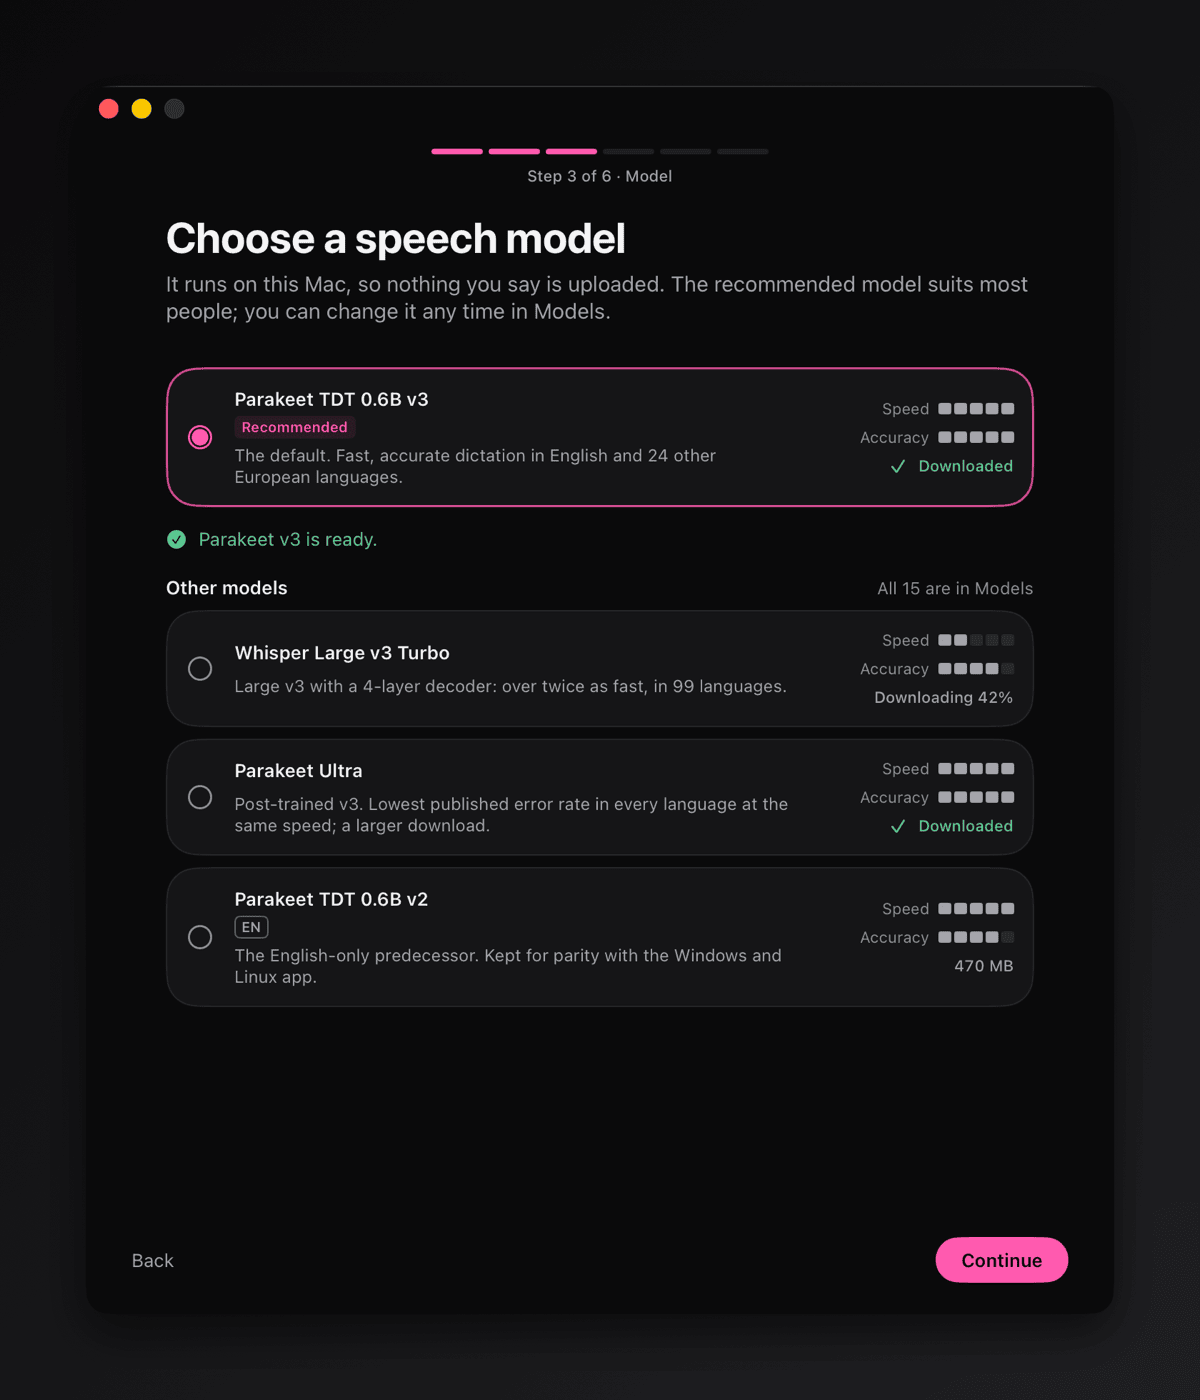 Step 3 of 6 · Model
Choose a speech model
It runs on this Mac, so nothing you say is uploaded. The recommended model suits most
people; you can change it any time in Models.
Parakeet TDT 0.6B v3
Recommended
The default. Fast, accurate dictation in English and 24 other
European languages.
Speed
Accuracy
Downloaded
Parakeet v3 is ready.
Other models
All 15 are in Models
Whisper Large v3 Turbo
Large v3 with a 4-layer decoder: over twice as fast, in 99 languages.
Speed
Accuracy
Downloading 42%
Parakeet Ultra
Post-trained v3. Lowest published error rate in every language at the
same speed; a larger download.
Speed
Accuracy
Downloaded
Parakeet TDT 0.6B v2
EN
The English-only predecessor. Kept for parity with the Windows and
Linux app.
Speed
Accuracy
470 MB
Back
Continue